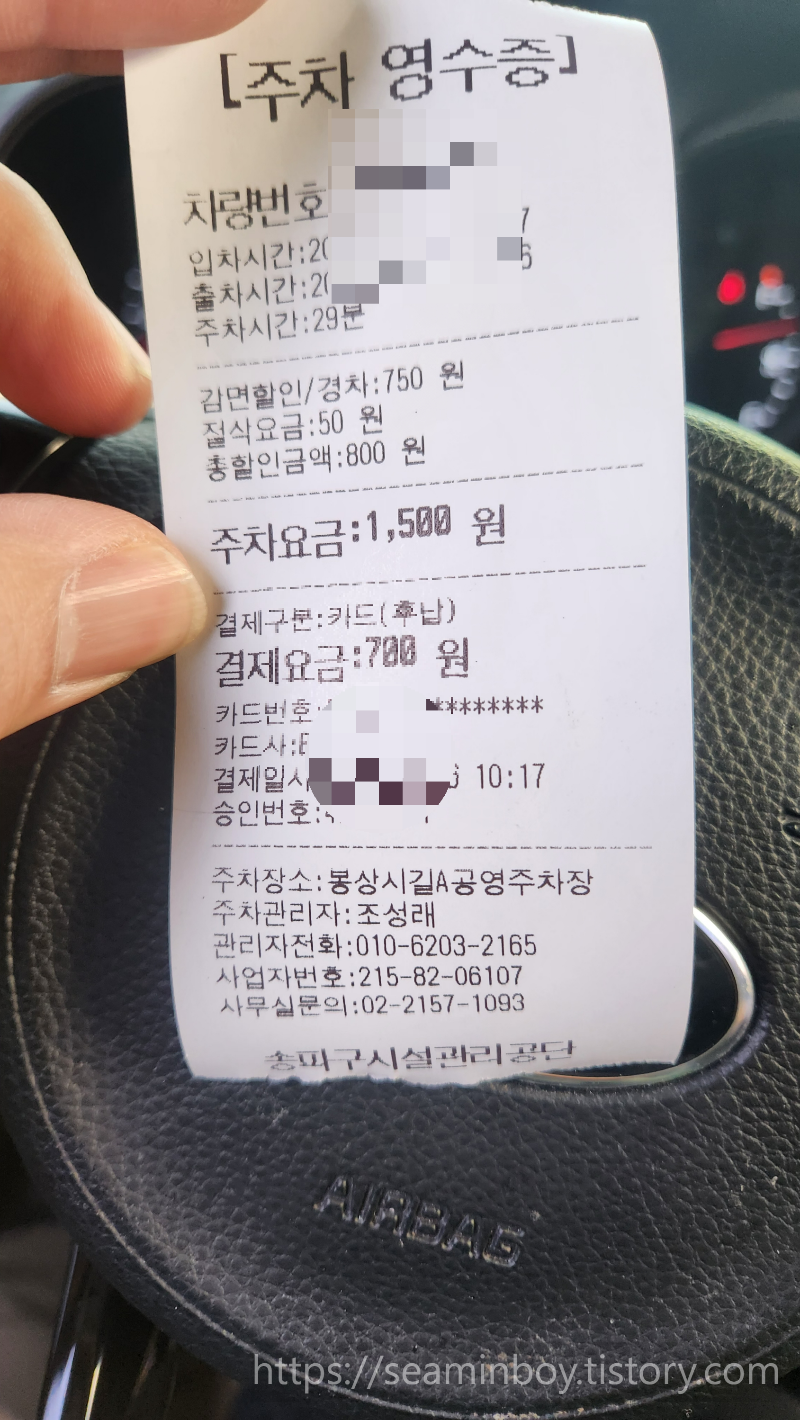 [주차 영수증]
차량번호
7
입차시간:20
6
출차시간:20
주차시간:29분
감면할인/경차:750 원
절삭요금:50 원
총할인금액:800 원
주차요금:1,500 원
결제구분:카드(후납)
결제요금:700 원
카드번호: ********
카드사:
결제일시 6 10:17
승인번호:
주차장소:봉상시길A공영주차장
주차관리자:조성래
관리자전화:010-6203-2165
사업자번호:215-82-06107
사무실문의:02-2157-1093
송파구시설관리공단
AIRBAG
https://seaminboy.tistory.com